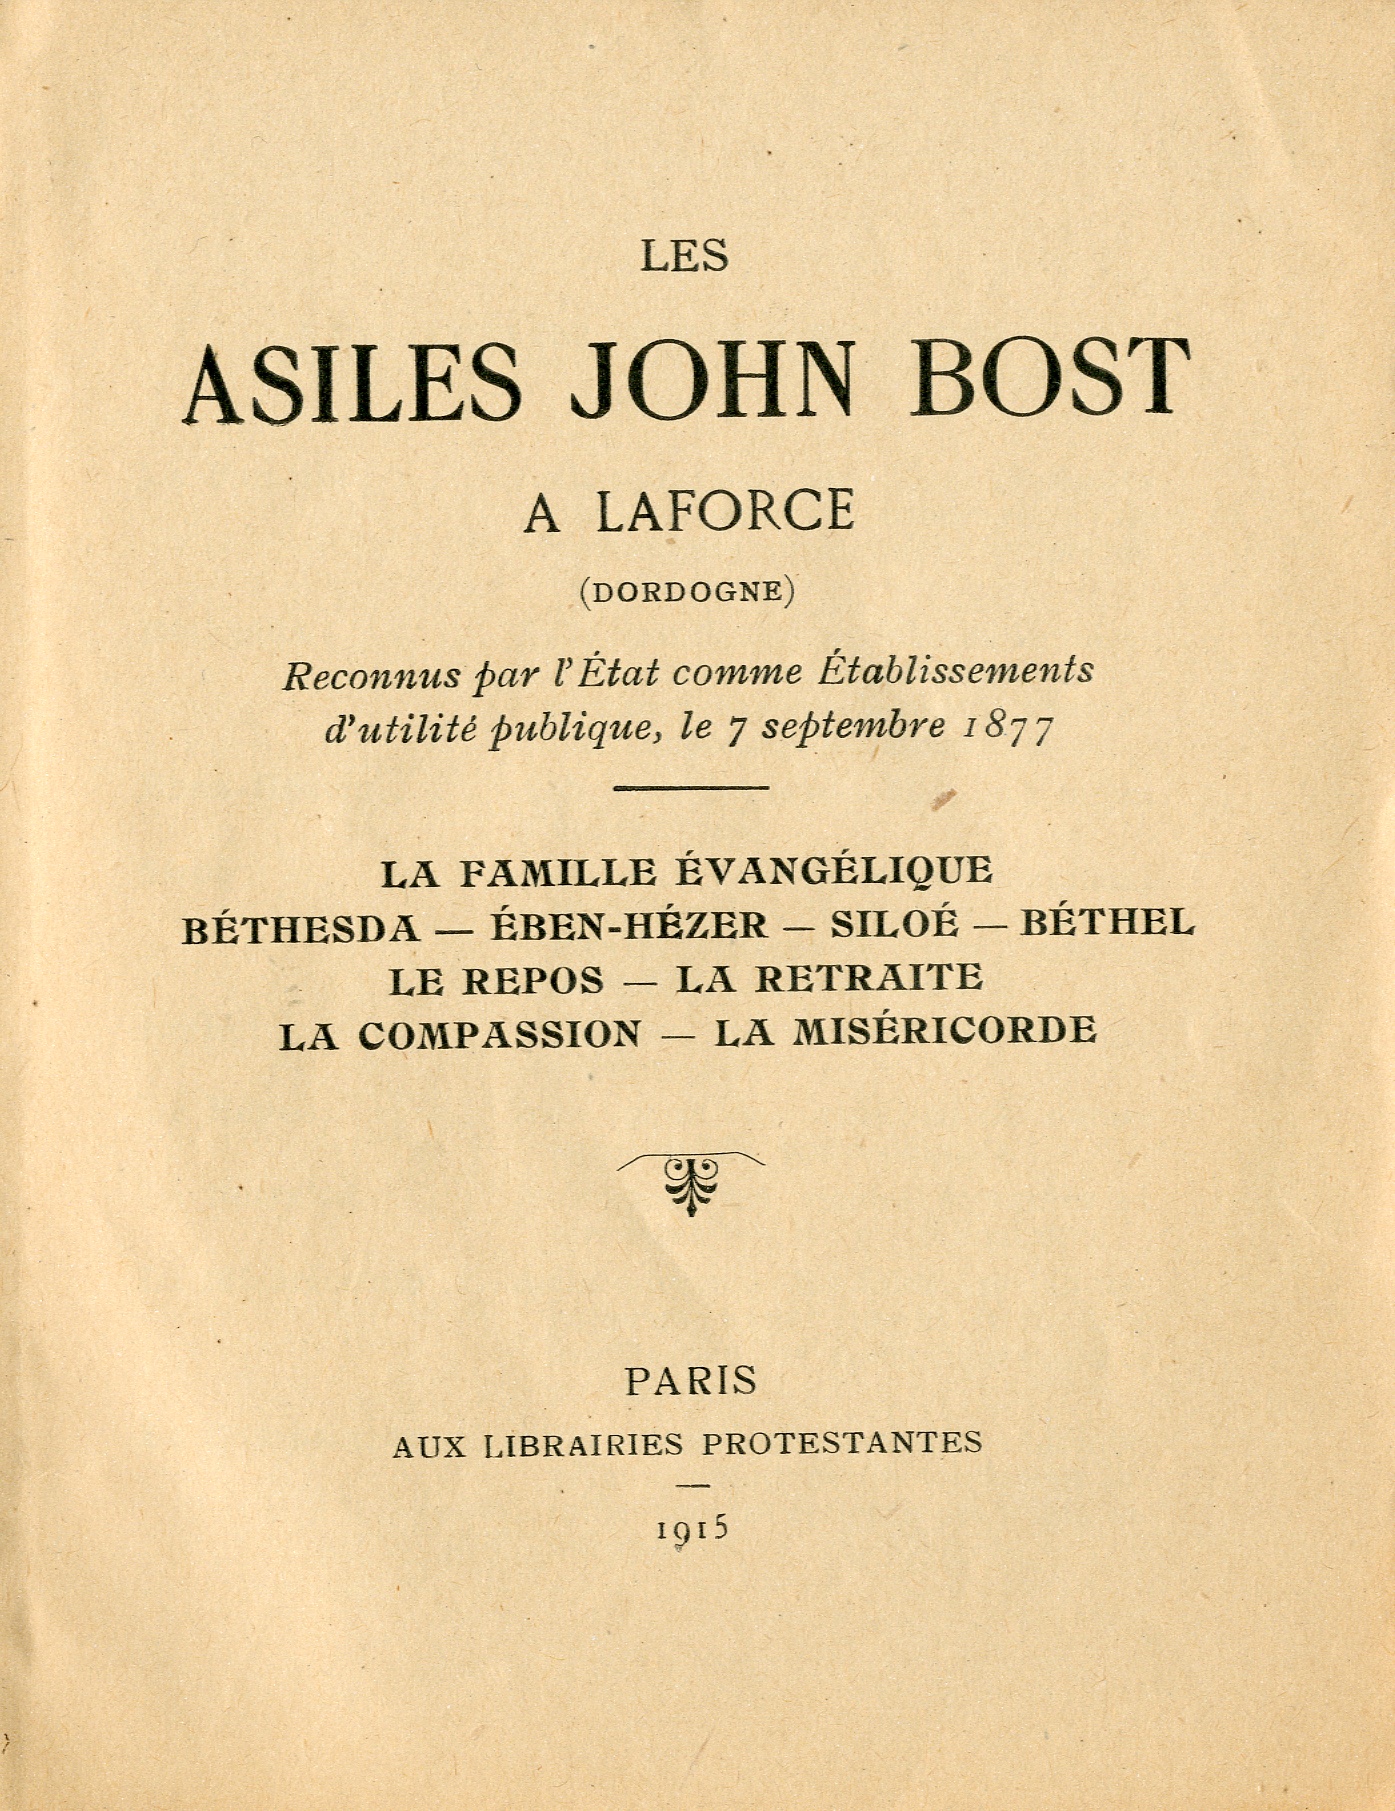 LES
ASILES JOHN BOST
A LAFORCE
(DORDOGNE)
Reconnus par l'État comme Établissements
d'utilité publique, le 7 septembre 1877
LA FAMILLE ÉVANGÉLIQUE
BÉTHESDA — ÉBEN-HÉZER — SILOÉ — BÉTHEL
LE REPOS — LA RETRAITE
LA COMPASSION — LA MISÉRICORDE
PARIS
AUX LIBRAIRIES PROTESTANTES
1915